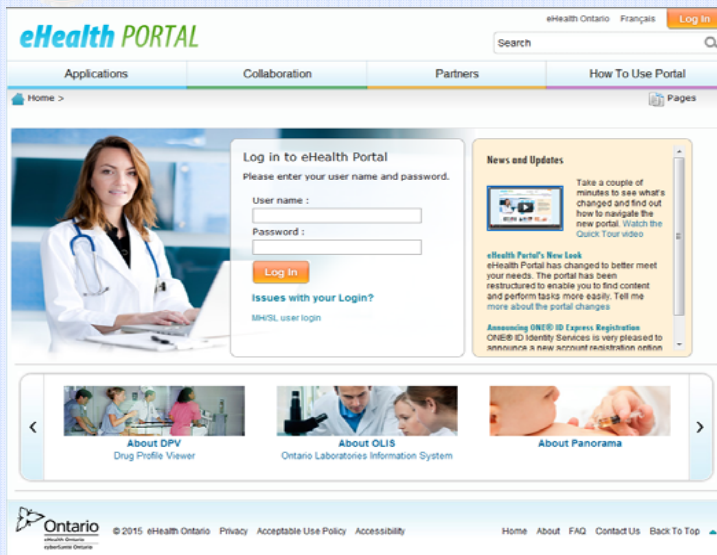 eHealth Ontario Français Log In
eHealth PORTAL
Search
Applications Collaboration Partners How To Use Portal
Home > Pages
Log in to eHealth Portal
Please enter your user name and password.
User name :
Password :
Log In
Issues with your Login?
MH/SL user login
News and Updates
Take a couple of
minutes to see what's
changed and find out
how to navigate the
new portal. Watch the
Quick Tour video
eHealth Portal's New Look
eHealth Portal has changed to better meet
your needs. The portal has been
restructured to enable you to find content
and perform tasks more easily. Tell me
more about the portal changes
Announcing ONE® ID Express Registration
ONE® ID Identity Services is very pleased to
announce a new account registration option
About DPV
Drug Profile Viewer
About OLIS
Ontario Laboratories Information System
About Panorama
Ontario
eHealth Ontario
cyberSanté Ontario
© 2015 eHealth Ontario Privacy Acceptable Use Policy Accessibility
Home About FAQ Contact Us Back To Top